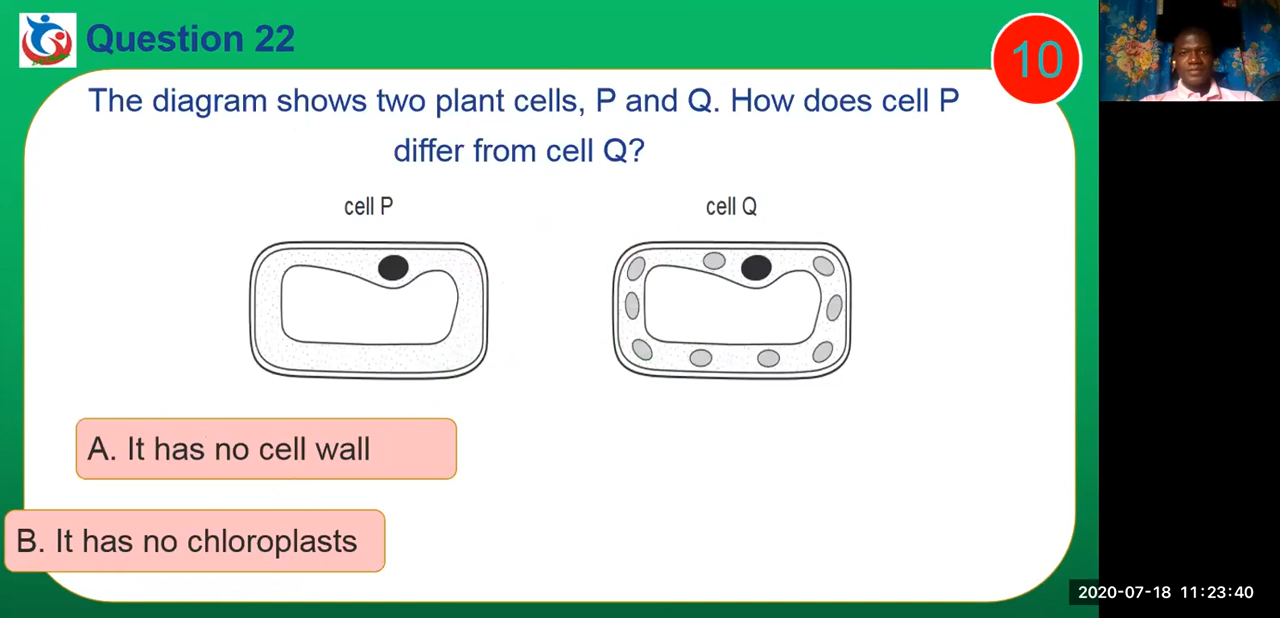 Question 22
10
The diagram shows two plant cells, P and Q. How does cell P
differ from cell Q?
cell P
cell Q
A. It has no cell wall
B. It has no chloroplasts
2020-07-18 11:23:40